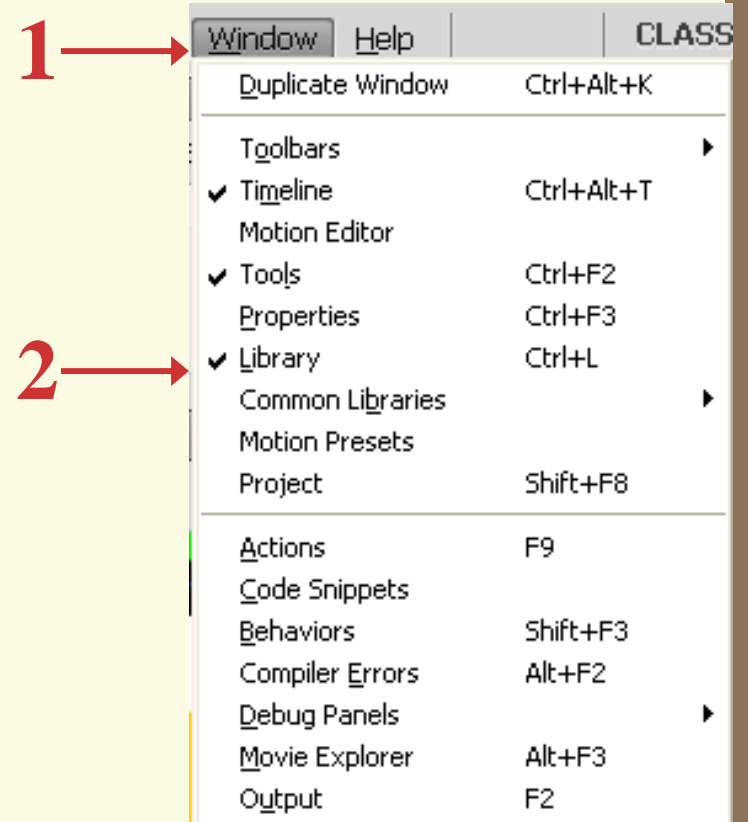 1 Window Help CLASS
Duplicate Window Ctrl+Alt+K
Toolbars
Timeline Ctrl+Alt+T
Motion Editor
Tools Ctrl+F2
Properties Ctrl+F3
2 Library Ctrl+L
Common Libraries
Motion Presets
Project Shift+F8
Actions F9
Code Snippets
Behaviors Shift+F3
Compiler Errors Alt+F2
Debug Panels
Movie Explorer Alt+F3
Output F2